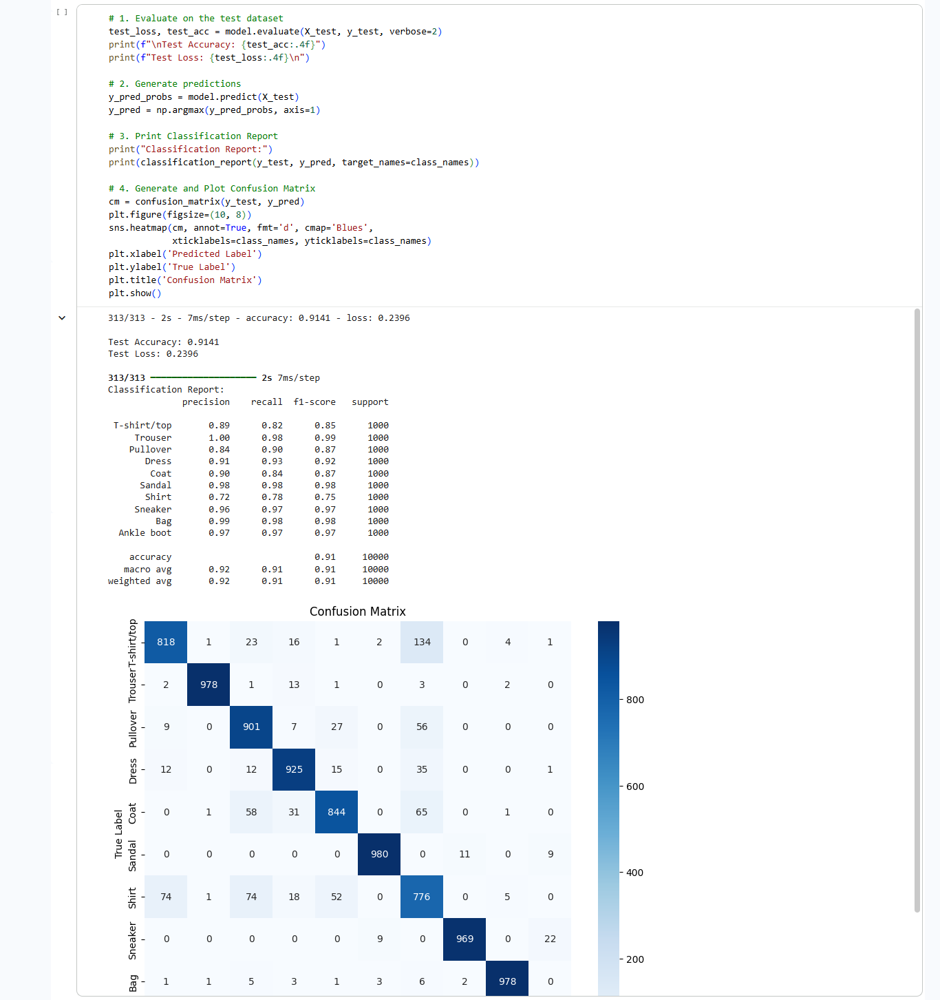 [ ]
# 1. Evaluate on the test dataset
test_loss, test_acc = model.evaluate(X_test, y_test, verbose=2)
print(f"\nTest Accuracy: {test_acc:.4f}")
print(f"Test Loss: {test_loss:.4f}\n")
# 2. Generate predictions
y_pred_probs = model.predict(X_test)
y_pred = np.argmax(y_pred_probs, axis=1)
# 3. Print Classification Report
print("Classification Report:")
print(classification_report(y_test, y_pred, target_names=class_names))
# 4. Generate and Plot Confusion Matrix
cm = confusion_matrix(y_test, y_pred)
plt.figure(figsize=(10, 8))
sns.heatmap(cm, annot=True, fmt='d', cmap='Blues',
xticklabels=class_names, yticklabels=class_names)
plt.xlabel('Predicted Label')
plt.ylabel('True Label')
plt.title('Confusion Matrix')
plt.show()
313/313 - 2s - 7ms/step - accuracy: 0.9141 - loss: 0.2396
Test Accuracy: 0.9141
Test Loss: 0.2396
313/313 ━━━━━━━━━━━━━━━━━━━━ 2s 7ms/step
Classification Report:
precision recall f1-score support
T-shirt/top 0.89 0.82 0.85 1000
Trouser 1.00 0.98 0.99 1000
Pullover 0.84 0.90 0.87 1000
Dress 0.91 0.93 0.92 1000
Coat 0.90 0.84 0.87 1000
Sandal 0.98 0.98 0.98 1000
Shirt 0.72 0.78 0.75 1000
Sneaker 0.96 0.97 0.97 1000
Bag 0.99 0.98 0.98 1000
Ankle boot 0.97 0.97 0.97 1000
accuracy 0.91 10000
macro avg 0.92 0.91 0.91 10000
weighted avg 0.92 0.91 0.91 10000
Confusion Matrix
T-shirt/top 818 1 23 16 1 2 134 0 4 1
Trouser 2 978 1 13 1 0 3 0 2 0
Pullover 9 0 901 7 27 0 56 0 0 0
Dress 12 0 12 925 15 0 35 0 0 1
Coat 0 1 58 31 844 0 65 0 1 0
Sandal 0 0 0 0 0 980 0 11 0 9
Shirt 74 1 74 18 52 0 776 0 5 0
Sneaker 0 0 0 0 0 9 0 969 0 22
Bag 1 1 5 3 1 3 6 2 978 0
True Label
800
600
400
200